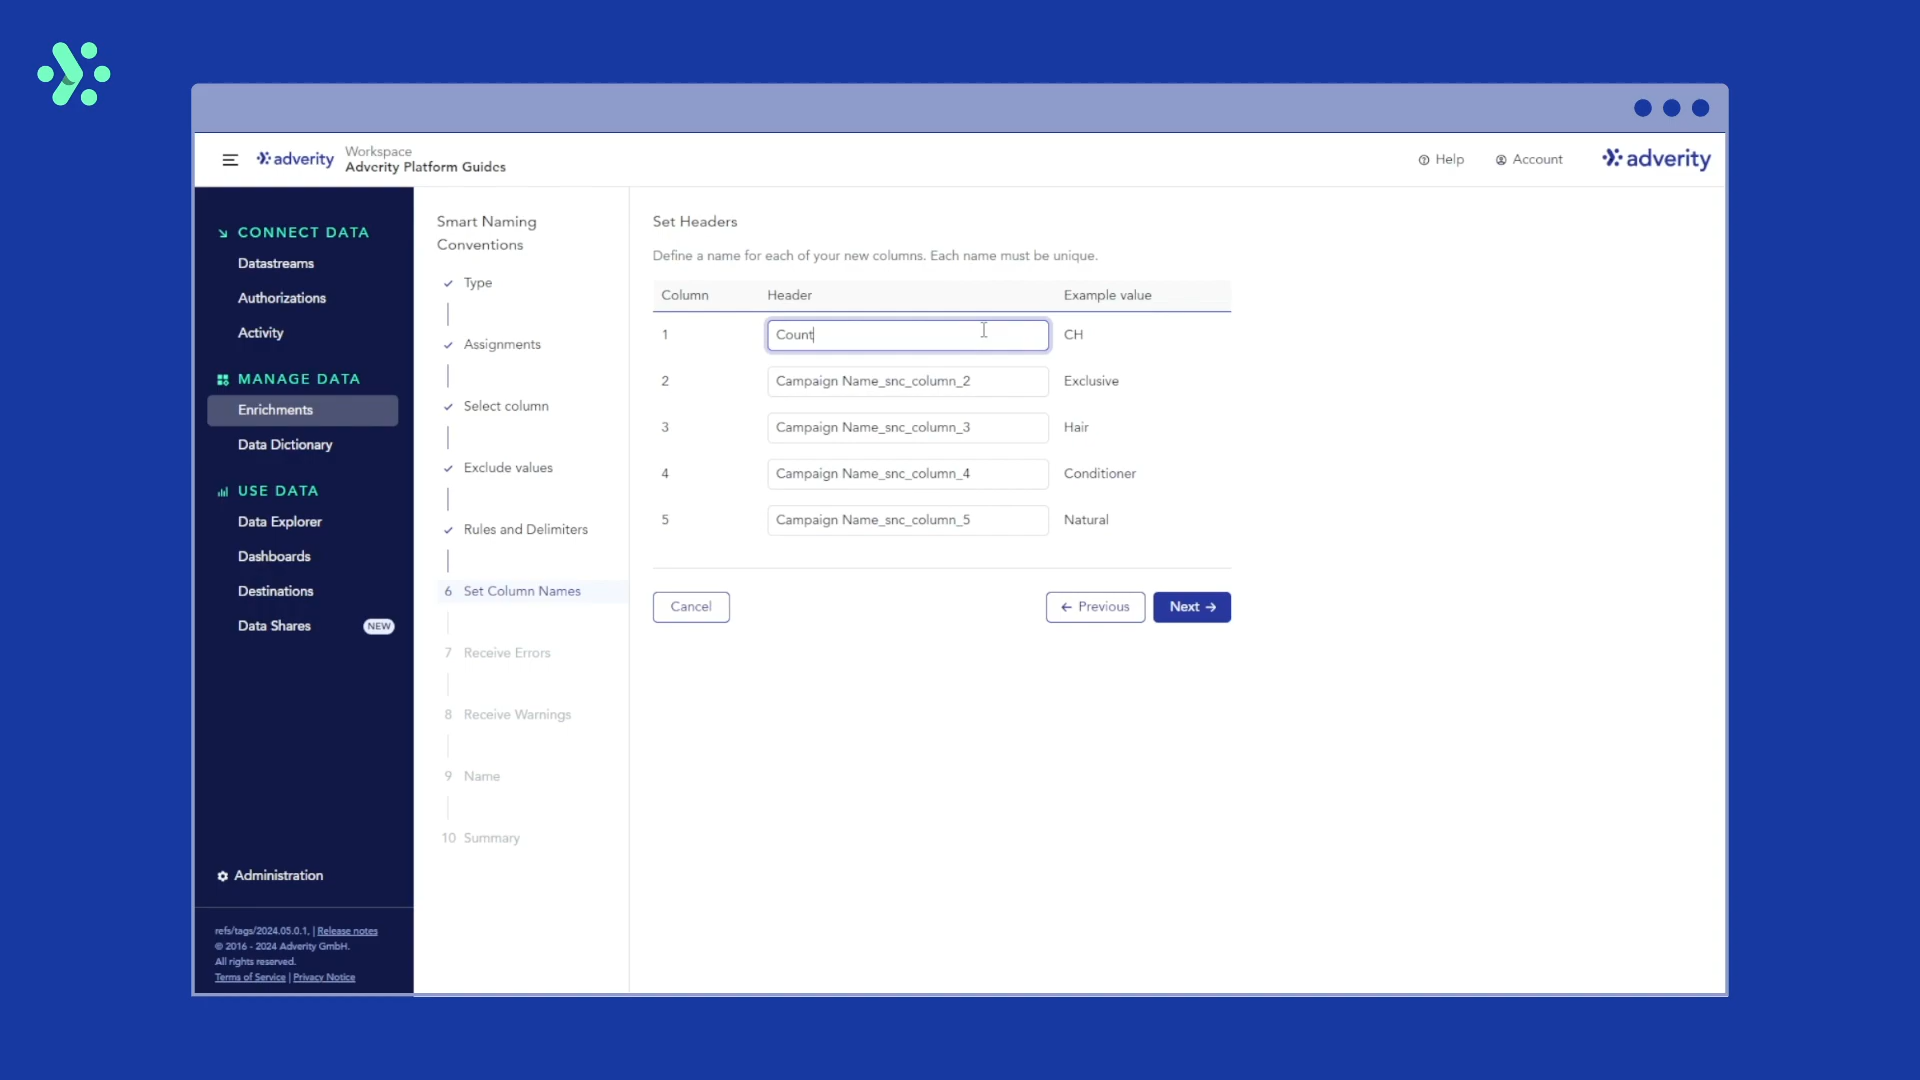 adverity
Workspace
Adverity Platform Guides
Help
Account
adverity
CONNECT DATA
Datastreams
Authorizations
Activity
MANAGE DATA
Enrichments
Data Dictionary
USE DATA
Data Explorer
Dashboards
Destinations
Data Shares NEW
Administration
refs/tags/2024.05.0.1, | Release notes
© 2016 - 2024 Adverity GmbH.
All rights reserved.
Terms of Service | Privacy Notice
Smart Naming
Conventions
Type
Assignments
Select column
Exclude values
Rules and Delimiters
6 Set Column Names
7 Receive Errors
8 Receive Warnings
9 Name
10 Summary
Set Headers
Define a name for each of your new columns. Each name must be unique.
Column Header Example value
1 Count CH
2 Campaign Name_snc_column_2 Exclusive
3 Campaign Name_snc_column_3 Hair
4 Campaign Name_snc_column_4 Conditioner
5 Campaign Name_snc_column_5 Natural
Cancel
← Previous
Next →